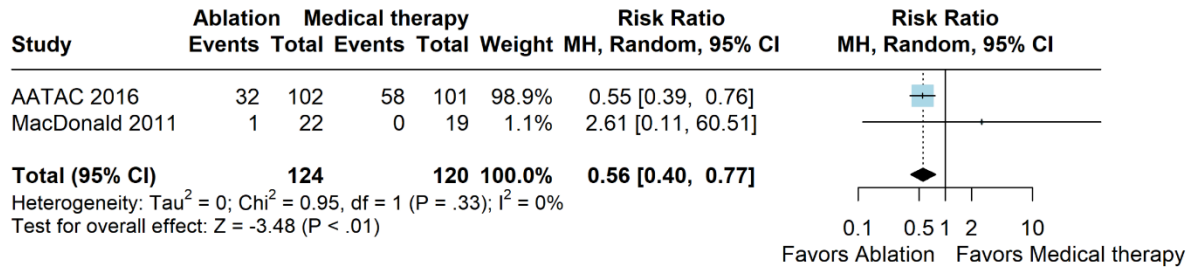 Ablation Medical therapy Risk Ratio Risk Ratio
Study Events Total Events Total Weight MH, Random, 95% CI MH, Random, 95% CI
AATAC 2016 32 102 58 101 98.9% 0.55 [0.39, 0.76]
MacDonald 2011 1 22 0 19 1.1% 2.61 [0.11, 60.51]
Total (95% CI) 124 120 100.0% 0.56 [0.40, 0.77]
Heterogeneity: Tau² = 0; Chi² = 0.95, df = 1 (P = .33); I² = 0%
Test for overall effect: Z = -3.48 (P < .01)
0.1 0.5 1 2 10
Favors Ablation Favors Medical therapy